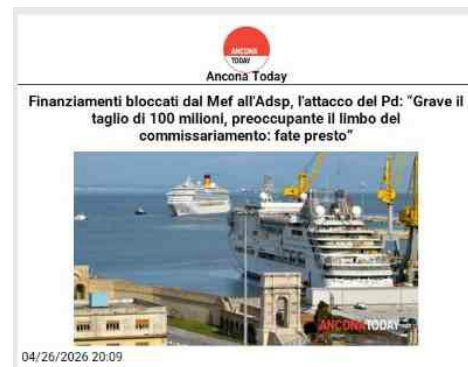 ANCONA
TODAY
Ancona Today
Finanziamenti bloccati dal Mef all'Adsp, l'attacco del Pd: “Grave il
taglio di 100 milioni, preoccupante il limbo del
commissariamento: fate presto”
ANCONATODAY
04/26/2026 20:09